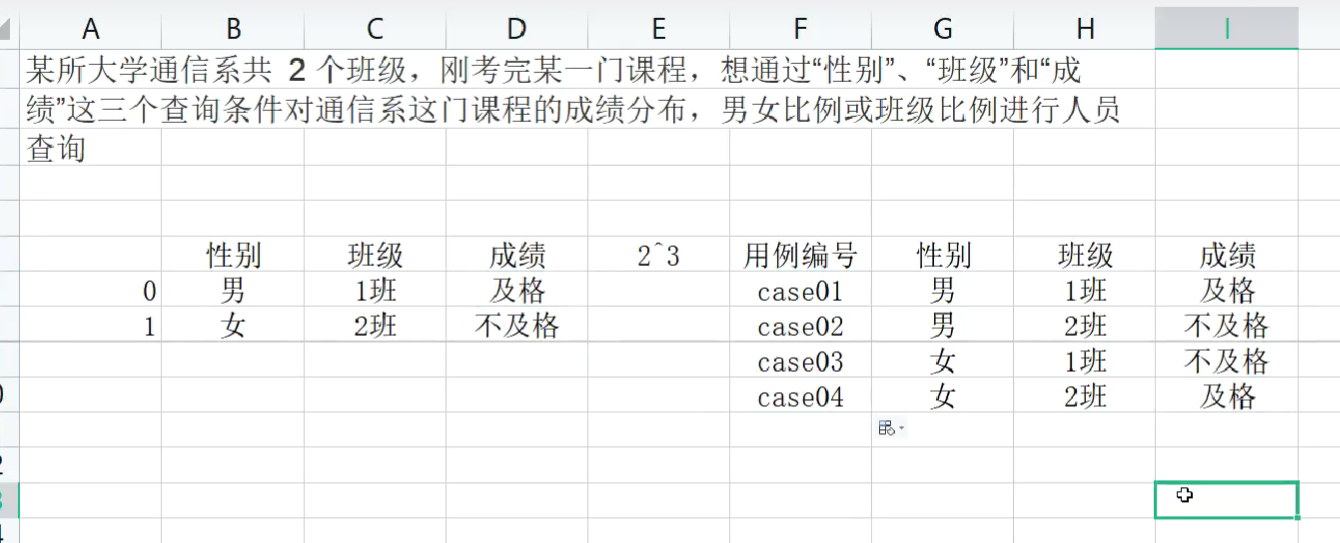 A B C D E F G H I
某所大学通信系共 2 个班级，刚考完某一门课程，想通过“性别”、“班级”和“成
绩”这三个查询条件对通信系这门课程的成绩分布，男女比例或班级比例进行人员
查询
性别 班级 成绩 2^3 用例编号 性别 班级 成绩
0 男 1班 及格 case01 男 1班 及格
1 女 2班 不及格 case02 男 2班 不及格
case03 女 1班 不及格
case04 女 2班 及格